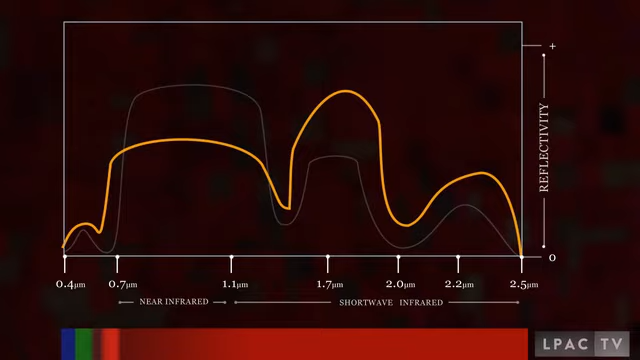 +
REFLECTIVITY
0
0.4µm 0.7µm 1.1µm 1.7µm 2.0µm 2.2µm 2.5µm
NEAR INFRARED SHORTWAVE INFRARED
LPAC TV